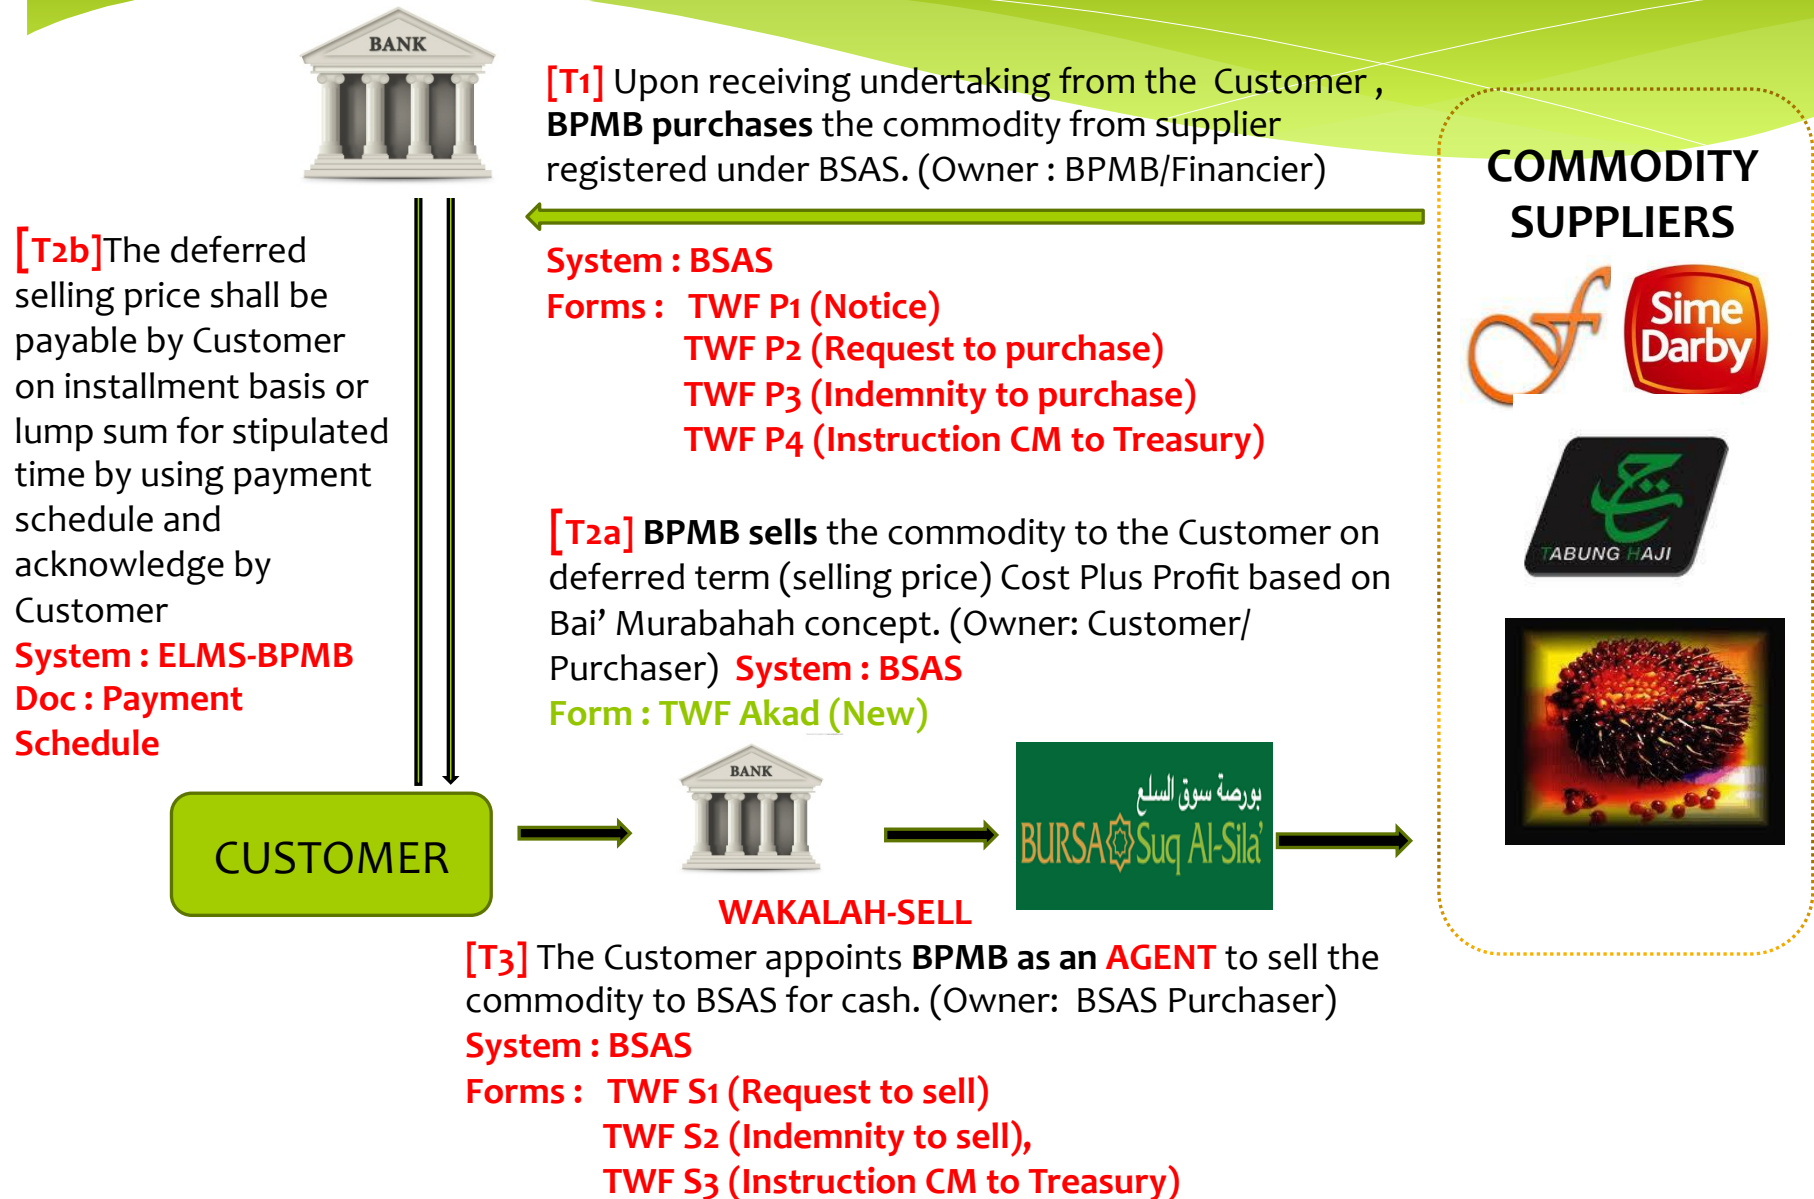 BANK
[T1] Upon receiving undertaking from the Customer ,
BPMB purchases the commodity from supplier
registered under BSAS. (Owner : BPMB/Financier)
System : BSAS
Forms : TWF P1 (Notice)
TWF P2 (Request to purchase)
TWF P3 (Indemnity to purchase)
TWF P4 (Instruction CM to Treasury)
COMMODITY
SUPPLIERS
f
Sime
Darby
TABUNG HAJI
[T2b]The deferred
selling price shall be
payable by Customer
on installment basis or
lump sum for stipulated
time by using payment
schedule and
acknowledge by
Customer
System : ELMS-BPMB
Doc : Payment
Schedule
[T2a] BPMB sells the commodity to the Customer on
deferred term (selling price) Cost Plus Profit based on
Bai’ Murabahah concept. (Owner: Customer/
Purchaser) System : BSAS
Form : TWF Akad (New)
CUSTOMER
BANK
بورصة سوق السلع
BURSA Suq Al-Sila’
WAKALAH-SELL
[T3] The Customer appoints BPMB as an AGENT to sell the
commodity to BSAS for cash. (Owner: BSAS Purchaser)
System : BSAS
Forms : TWF S1 (Request to sell)
TWF S2 (Indemnity to sell),
TWF S3 (Instruction CM to Treasury)